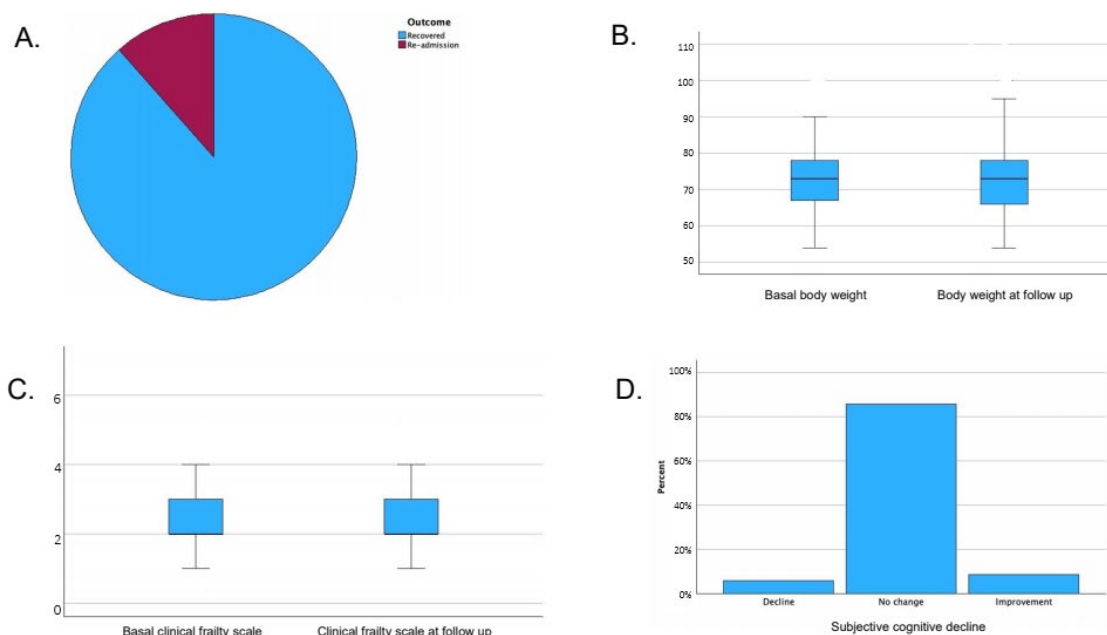 A.
Outcome
Recovered
Re-admission
B.
110
100
90
80
70
60
50
Basal body weight Body weight at follow up
C.
6
4
2
0
Basal clinical frailty scale Clinical frailty scale at follow up
D.
100%
80%
60%
40%
20%
0%
Percent
Decline No change Improvement
Subjective cognitive decline